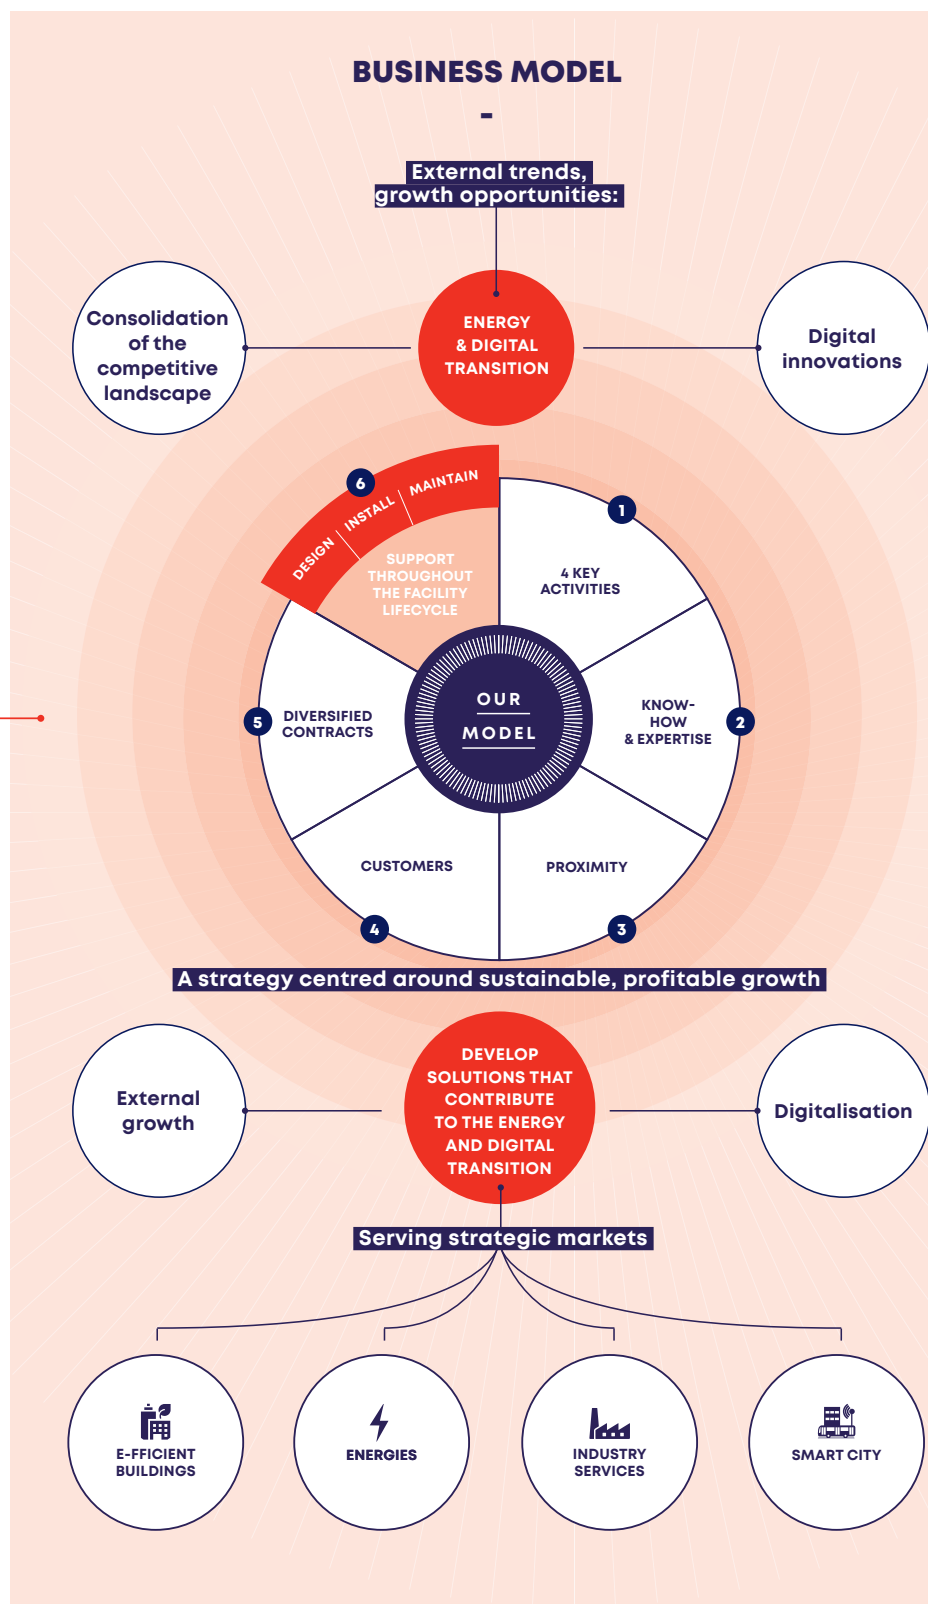 BUSINESS MODEL
-
External trends,
growth opportunities:
Consolidation
of the
competitive
landscape
ENERGY
& DIGITAL
TRANSITION
Digital
innovations
6
DESIGN
INSTALL
MAINTAIN
SUPPORT
THROUGHOUT
THE FACILITY
LIFECYCLE
1
4 KEY
ACTIVITIES
5
DIVERSIFIED
CONTRACTS
OUR
MODEL
KNOW-
HOW
& EXPERTISE
2
CUSTOMERS
4
PROXIMITY
3
A strategy centred around sustainable, profitable growth
External
growth
DEVELOP
SOLUTIONS THAT
CONTRIBUTE
TO THE ENERGY
AND DIGITAL
TRANSITION
Digitalisation
Serving strategic markets
E-FFICIENT
BUILDINGS
ENERGIES
INDUSTRY
SERVICES
SMART CITY